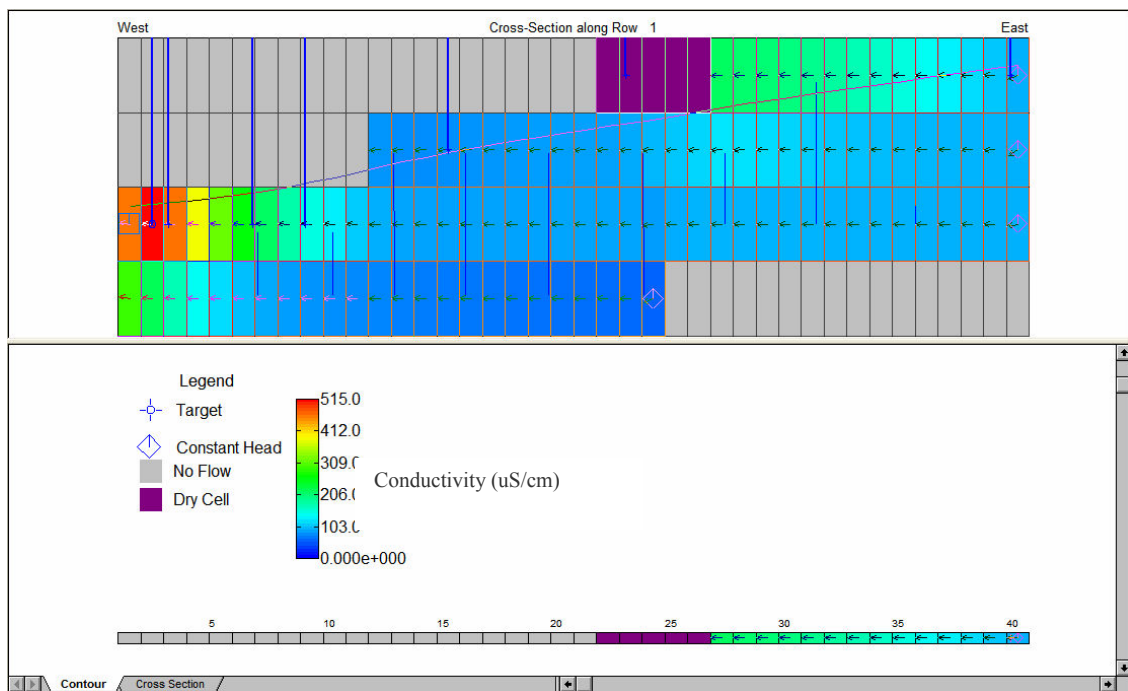 West Cross-Section along Row 1 East
Legend
Target
Constant Head
No Flow
Dry Cell
515.0
412.0
309.0
206.0
103.0
0.000e+000
Conductivity (uS/cm)
5 10 15 20 25 30 35 40
Contour Cross Section